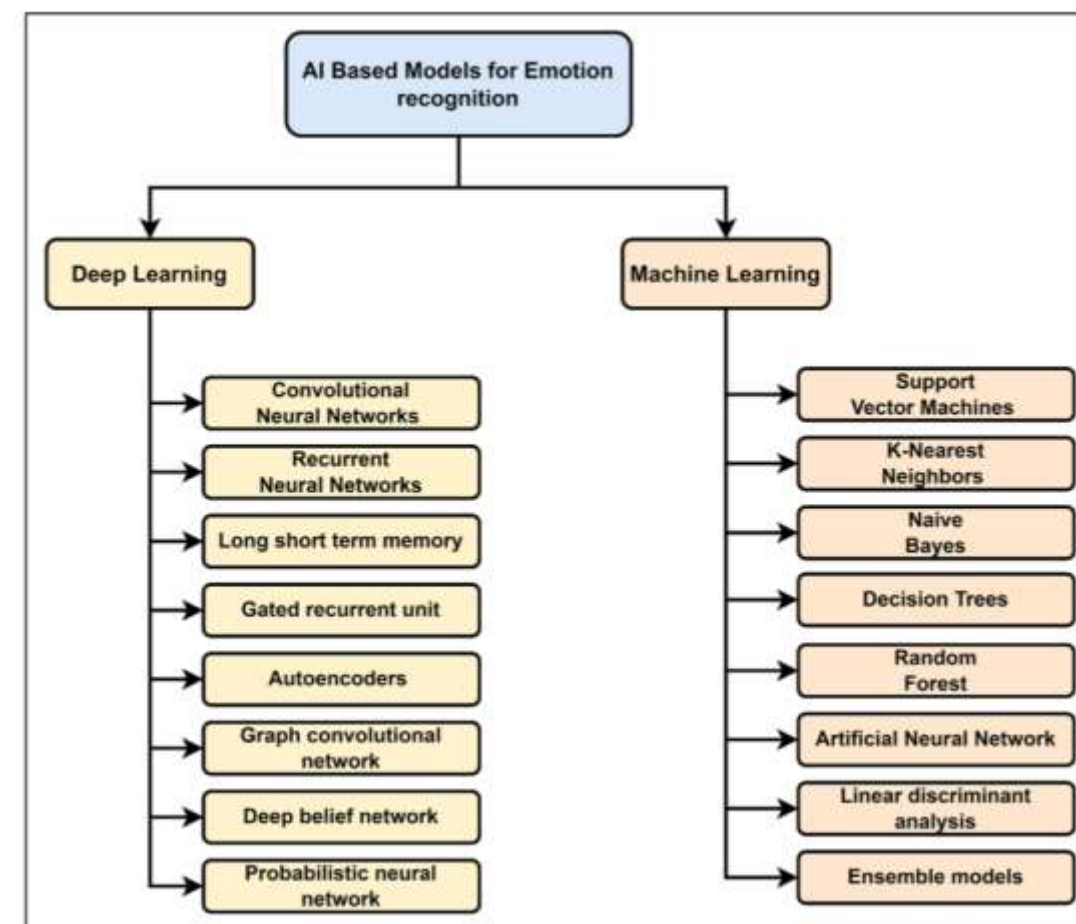 AI Based Models for Emotion
recognition
Deep Learning
Machine Learning
Convolutional
Neural Networks
Recurrent
Neural Networks
Long short term memory
Gated recurrent unit
Autoencoders
Graph convolutional
network
Deep belief network
Probabilistic neural
network
Support
Vector Machines
K-Nearest
Neighbors
Naive
Bayes
Decision Trees
Random
Forest
Artificial Neural Network
Linear discriminant
analysis
Ensemble models